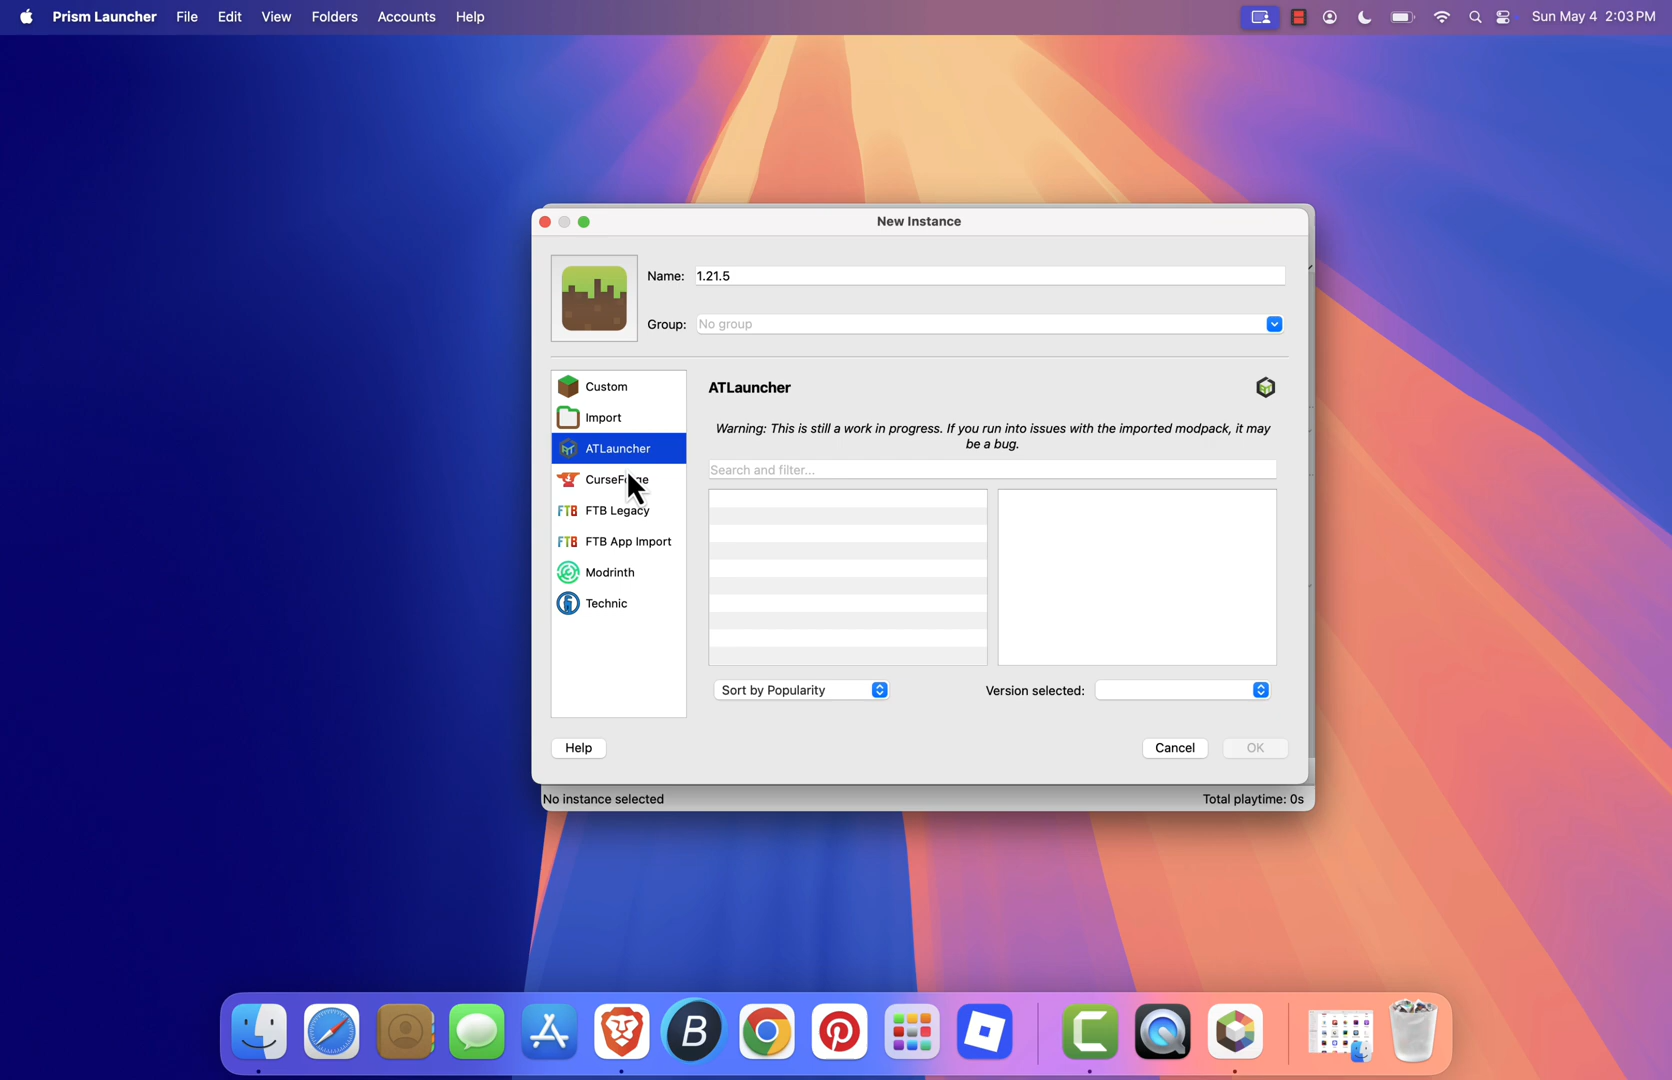 Prism Launcher File Edit View Folders Accounts Help Sun May 4 2:03 PM
New Instance
Name: 1.21.5
Group: No group
Custom
Import
ATLauncher
CurseForge
FTB FTB Legacy
FTB FTB App Import
Modrinth
Technic
ATLauncher
Warning: This is still a work in progress. If you run into issues with the imported modpack, it may
be a bug.
Search and filter...
Sort by Popularity Version selected:
Help Cancel OK
No instance selected Total playtime: 0s
B
C